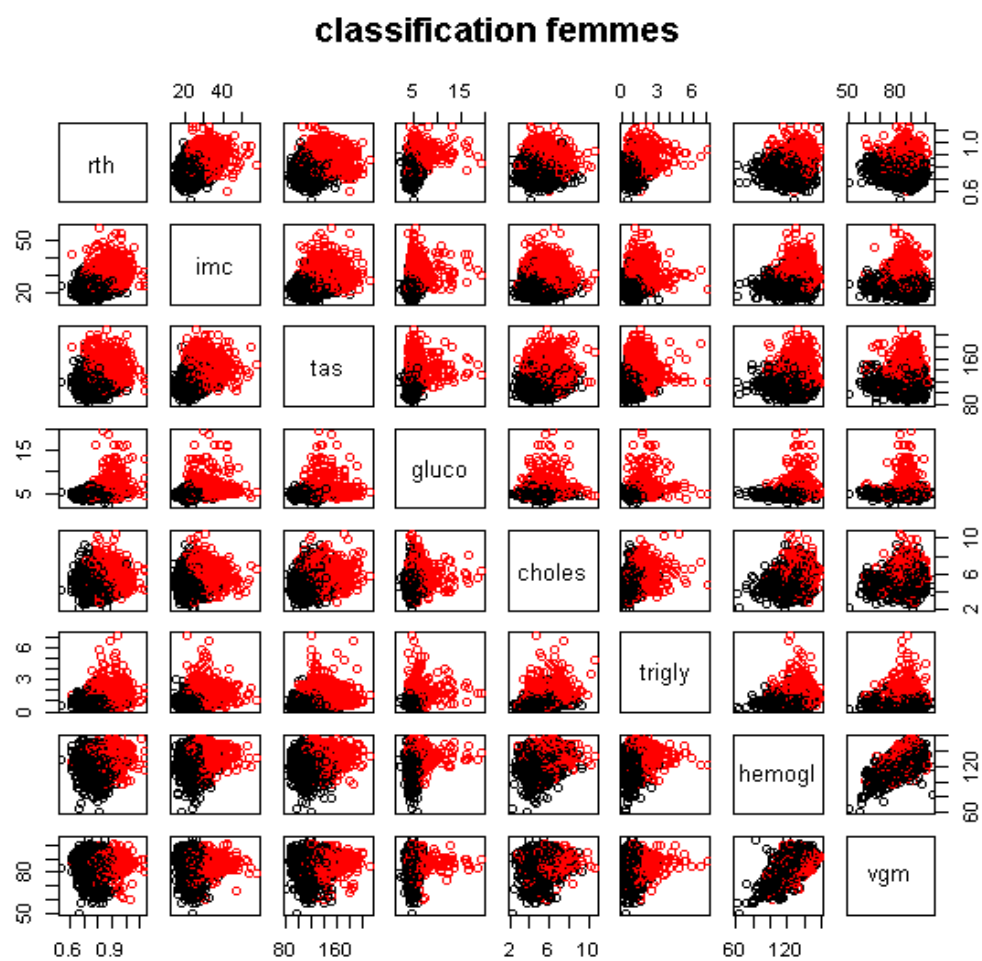 classification femmes
20 40 5 15 0 3 6 50 80
rth 0.6 1.0
20 50 imc
tas 80 160
5 15 gluco
choles 2 6 10
0 3 6 trigly
hemogl 60 120
50 80 vgm
0.6 0.9 80 160 2 6 10 60 120